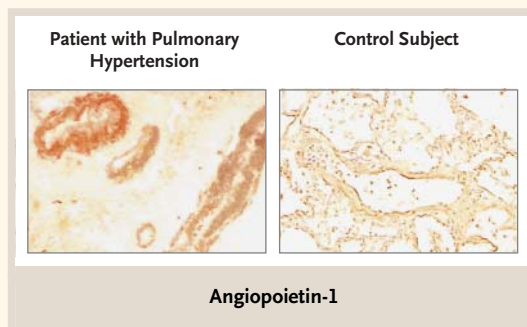 Patient with Pulmonary
Hypertension
Control Subject
Angiopoietin-1